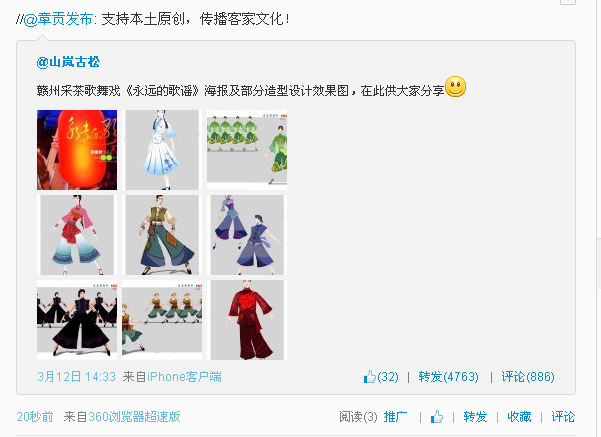 //@章贡发布: 支持本土原创，传播客家文化！
@山岚古松
赣州采茶歌舞戏《永远的歌谣》海报及部分造型设计效果图，在此供大家分享
3月12日 14:33 来自iPhone客户端 (32) | 转发(4763) | 评论(886)
20秒前 来自360浏览器超速版 阅读(3) 推广 | | 转发 | 收藏 | 评论